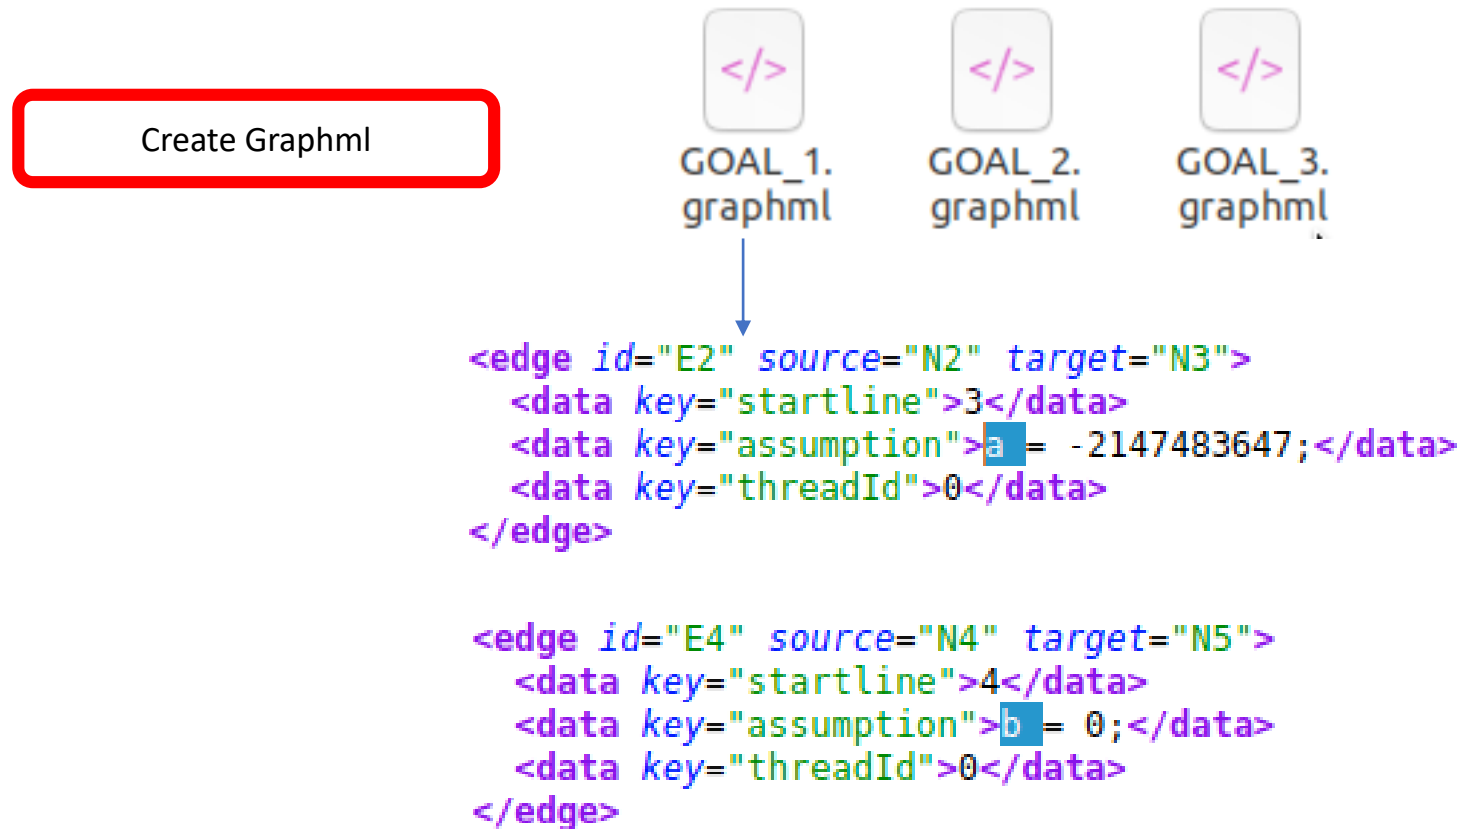 Create Graphml
</>
</>
</>
GOAL_1.
graphml
GOAL_2.
graphml
GOAL_3.
graphml
<edge id="E2" source="N2" target="N3">
<data key="startline">3</data>
<data key="assumption">a = -2147483647;</data>
<data key="threadId">0</data>
</edge>
<edge id="E4" source="N4" target="N5">
<data key="startline">4</data>
<data key="assumption">b = 0;</data>
<data key="threadId">0</data>
</edge>